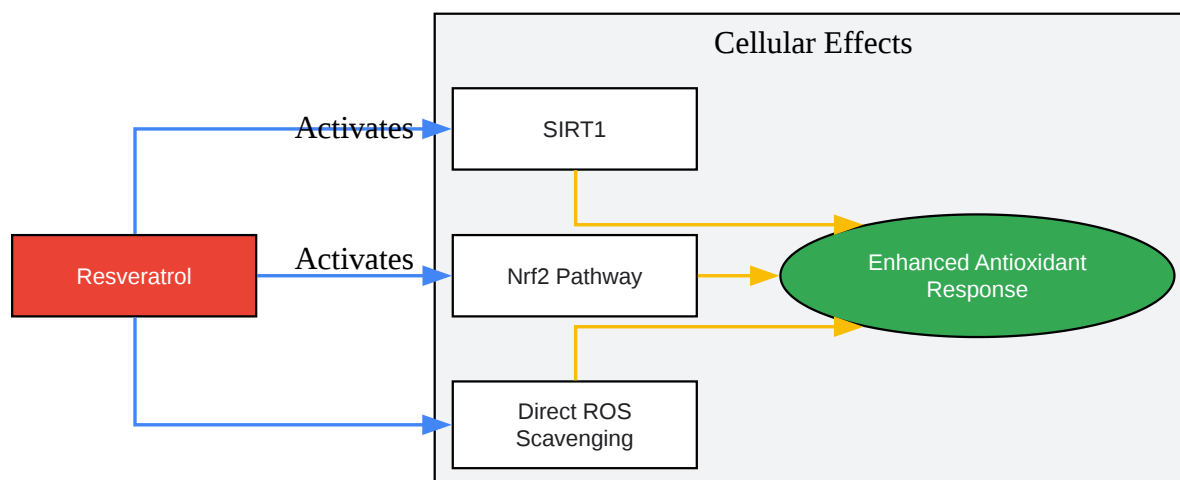 Cellular Effects
Activates
SIRT1
Resveratrol
Activates
Nrf2 Pathway
Enhanced Antioxidant
Response
Direct ROS
Scavenging